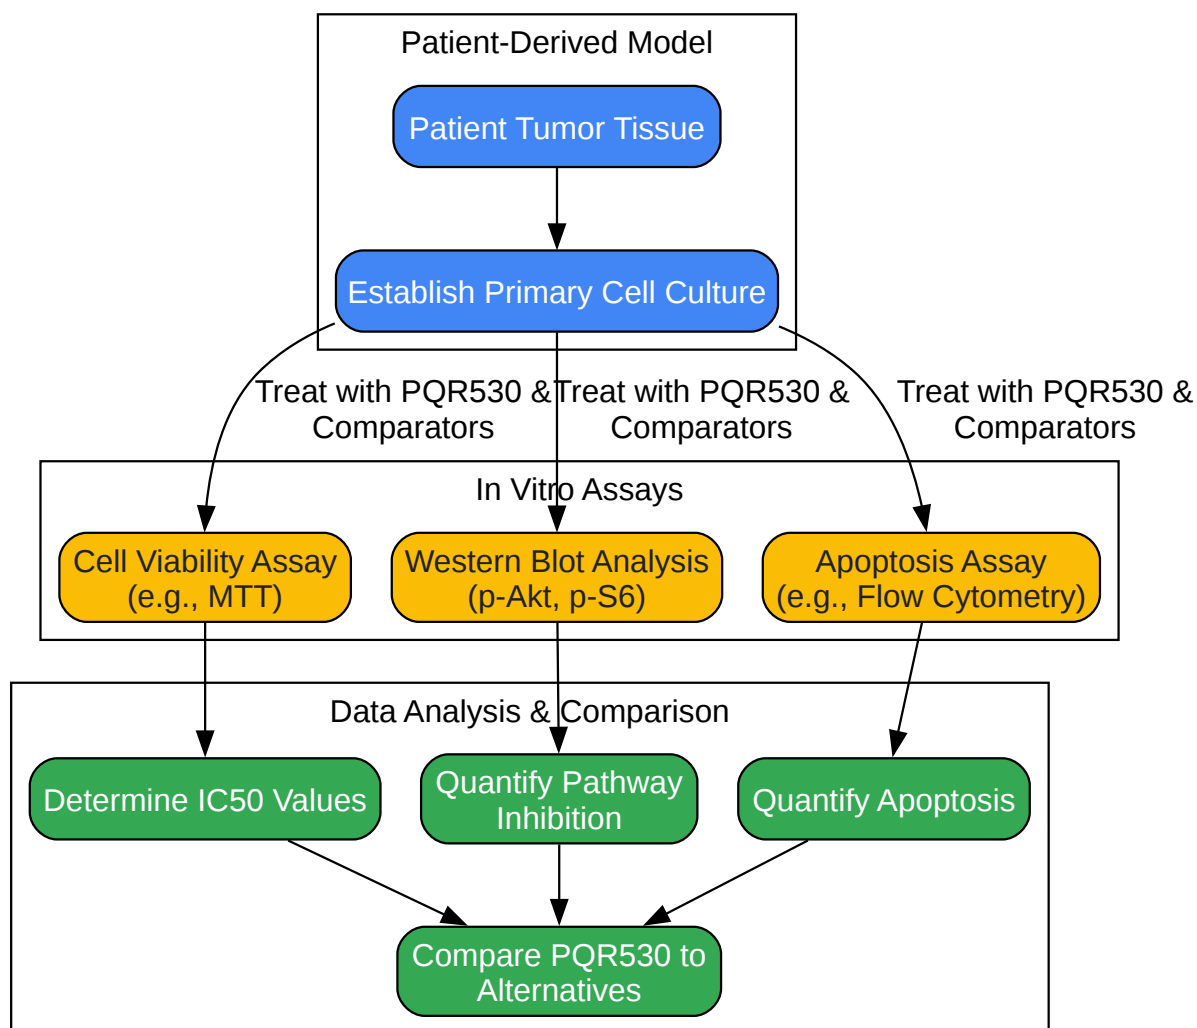 Patient-Derived Model
Patient Tumor Tissue
Establish Primary Cell Culture
Treat with PQR530 &
Comparators
Treat with PQR530 &
Comparators
Treat with PQR530 &
Comparators
In Vitro Assays
Cell Viability Assay
(e.g., MTT)
Western Blot Analysis
(p-Akt, p-S6)
Apoptosis Assay
(e.g., Flow Cytometry)
Data Analysis & Comparison
Determine IC50 Values
Quantify Pathway
Inhibition
Quantify Apoptosis
Compare PQR530 to
Alternatives